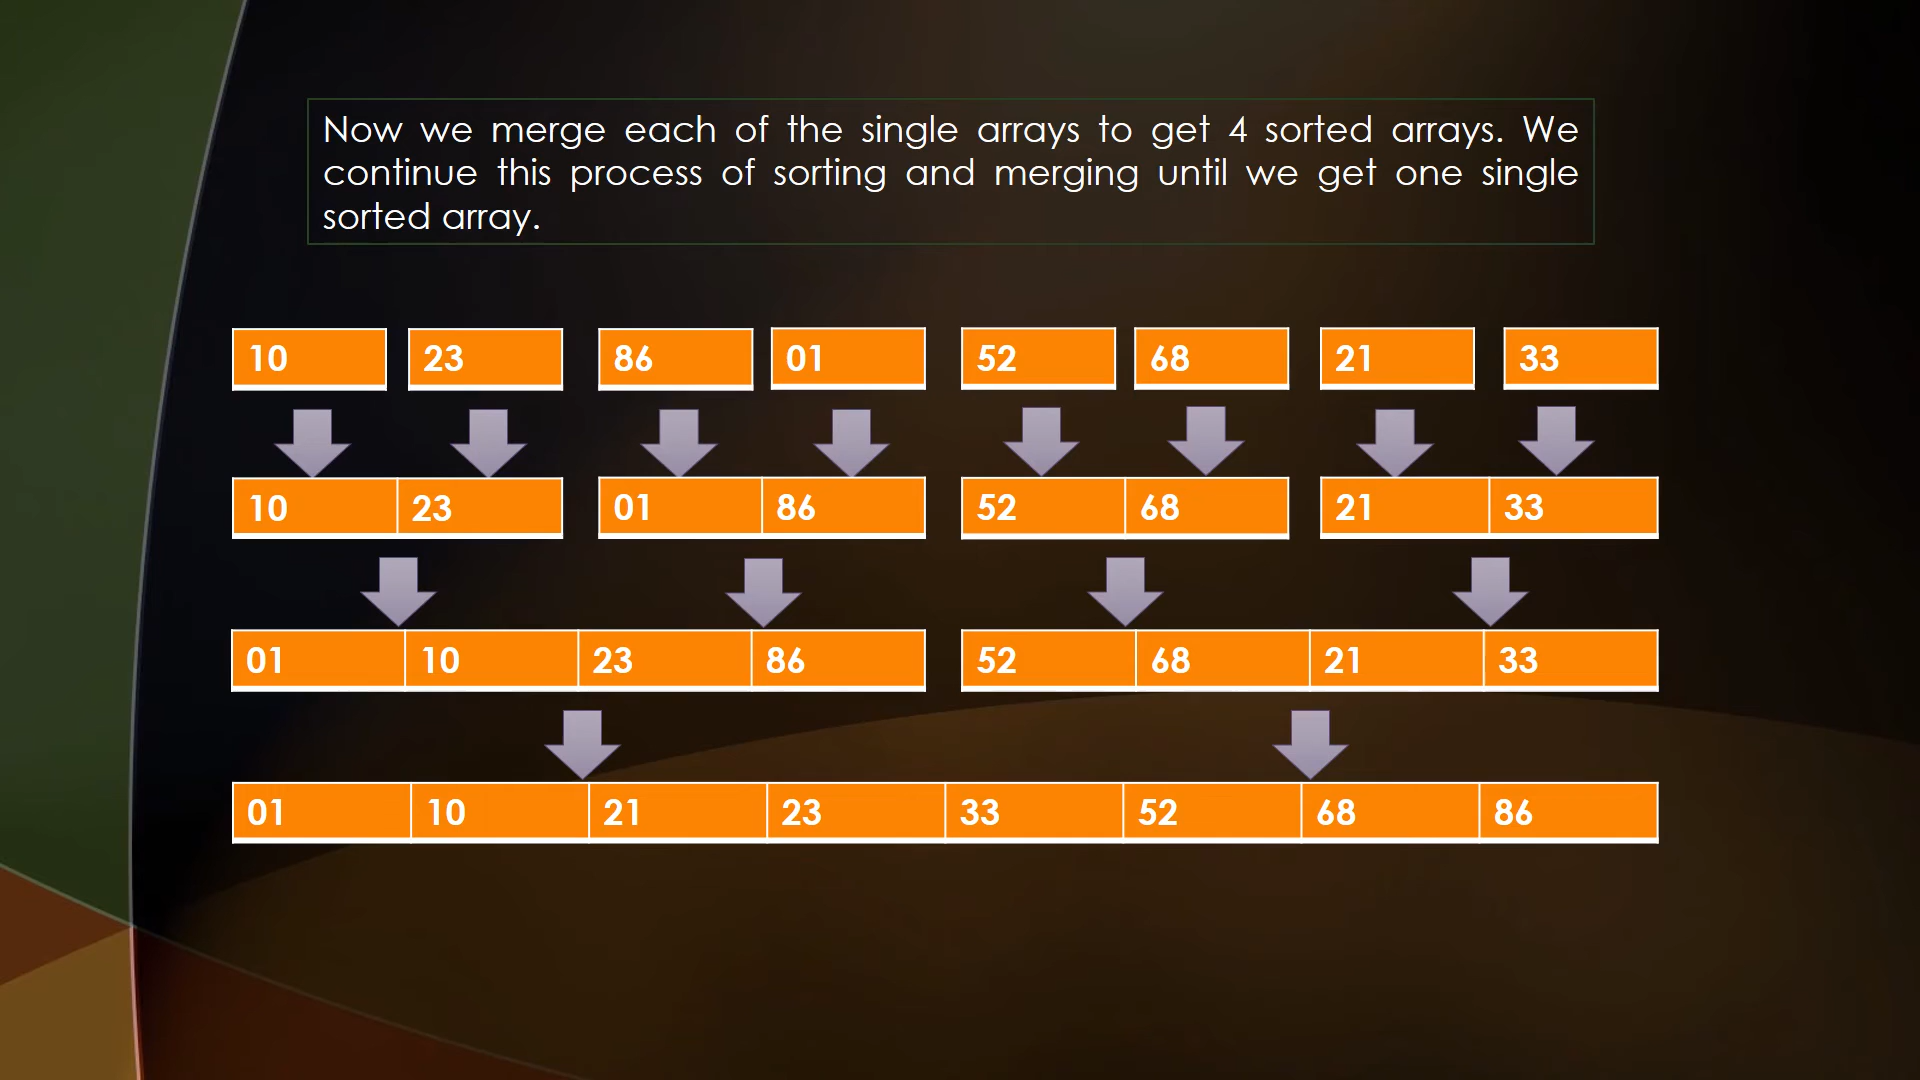 Now we merge each of the single arrays to get 4 sorted arrays. We
continue this process of sorting and merging until we get one single
sorted array.
10 23 86 01 52 68 21 33
10 23 01 86 52 68 21 33
01 10 23 86 52 68 21 33
01 10 21 23 33 52 68 86